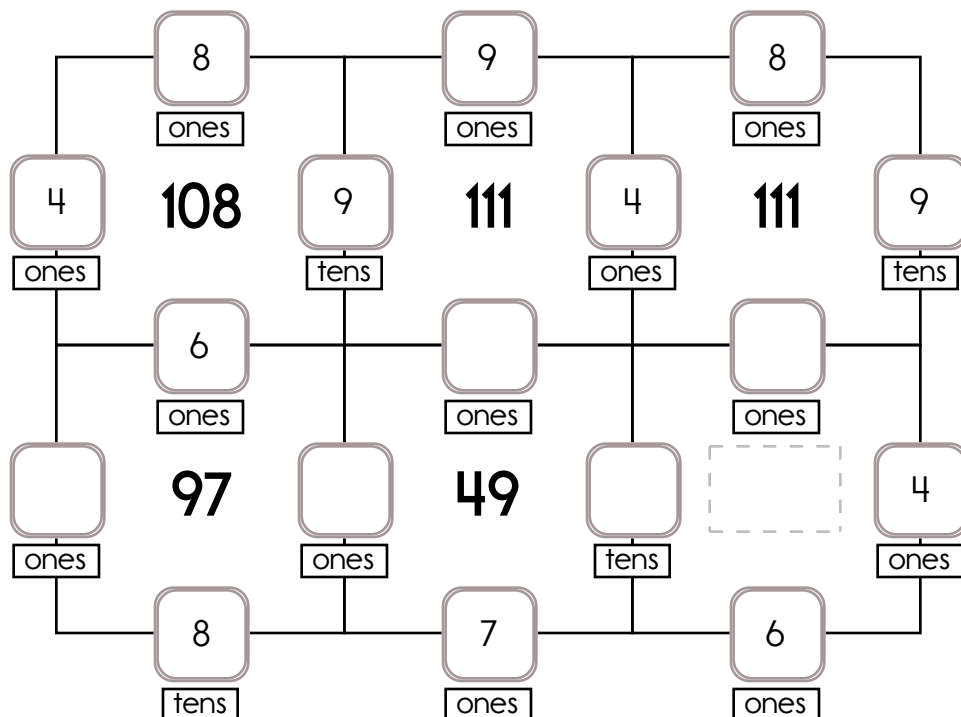 8 9 8
ones ones ones
4 108 9 111 4 111 9
ones tens ones tens
6
ones ones ones
97 49 4
ones ones tens ones
8 7 6
tens ones ones